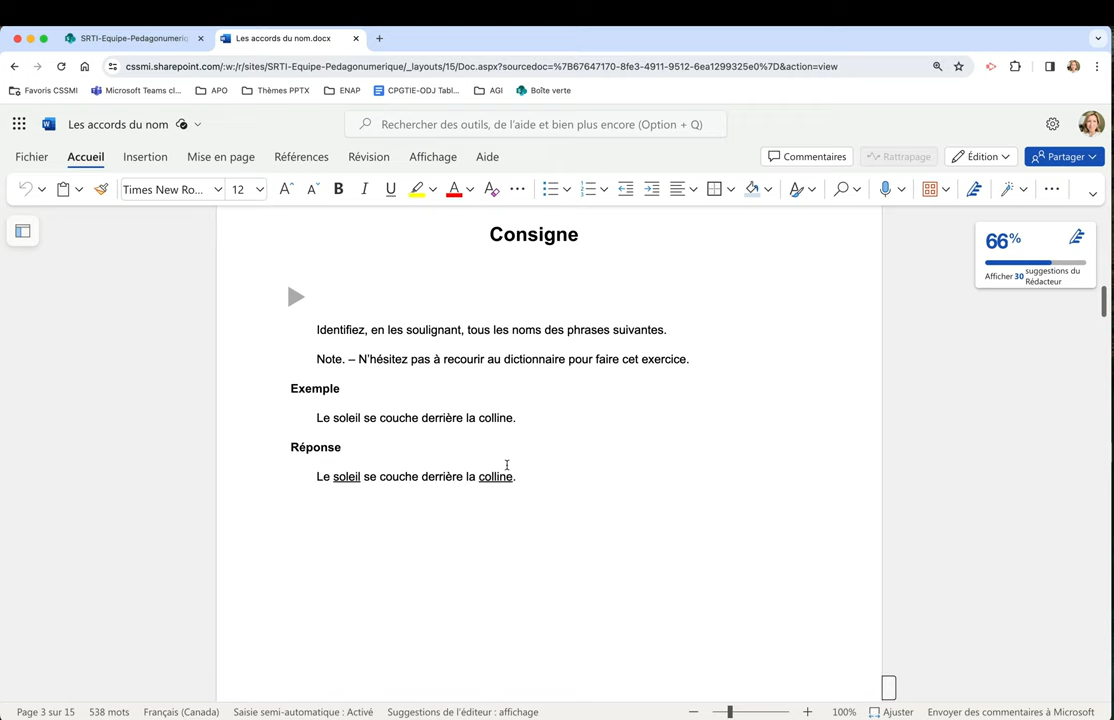 SRTI-Equipe-Pedagonumeriq
Les accords du nom.docx
cssmi.sharepoint.com/:w:/r/sites/SRTI-Equipe-Pedagonumerique/_layouts/15/Doc.aspx?sourcedoc=%7B67647170-8fe3-4911-9512-6ea1299325e0%7D&action=view
Favoris CSSMI
Microsoft Teams cl...
APO
Thèmes PPTX
ENAP
CPGTIE-ODJ Tabl...
AGI
Boîte verte
Les accords du nom
Rechercher des outils, de l'aide et bien plus encore (Option + Q)
Fichier Accueil Insertion Mise en page Références Révision Affichage Aide
Commentaires
Rattrapage
Édition
Partager
Times New Ro... 12
Consigne
66%
Afficher 30 suggestions du Rédacteur
Identifiez, en les soulignant, tous les noms des phrases suivantes.
Note. – N'hésitez pas à recourir au dictionnaire pour faire cet exercice.
Exemple
Le soleil se couche derrière la colline.
Réponse
Le soleil se couche derrière la colline.
Page 3 sur 15 538 mots Français (Canada) Saisie semi-automatique : Activé Suggestions de l'éditeur : affichage
100% Ajuster Envoyer des commentaires à Microsoft